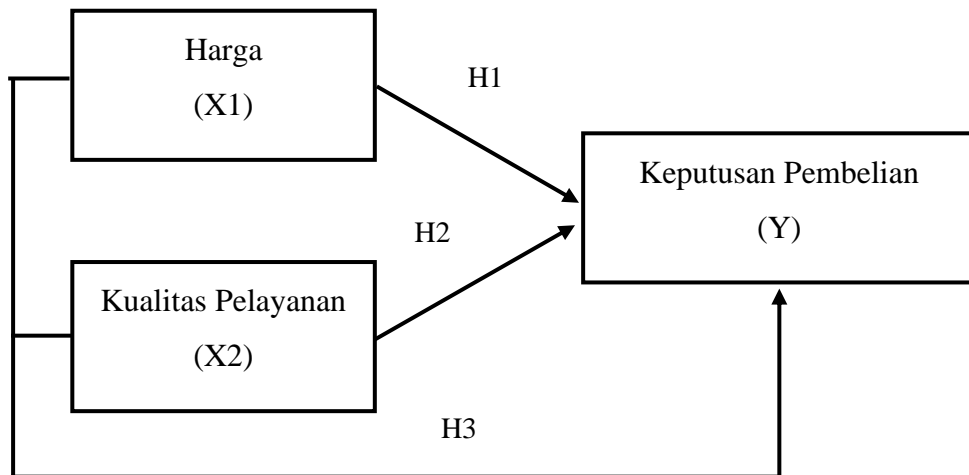 Harga
(X1)
H1
Keputusan Pembelian
(Y)
H2
Kualitas Pelayanan
(X2)
H3